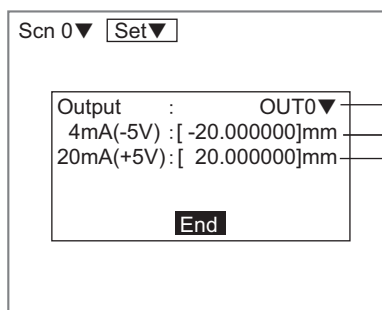 Scn 0▼ Set▼
Output : OUT0▼
4mA(-5V) :[ -20.000000]mm
20mA(+5V):[ 20.000000]mm
End